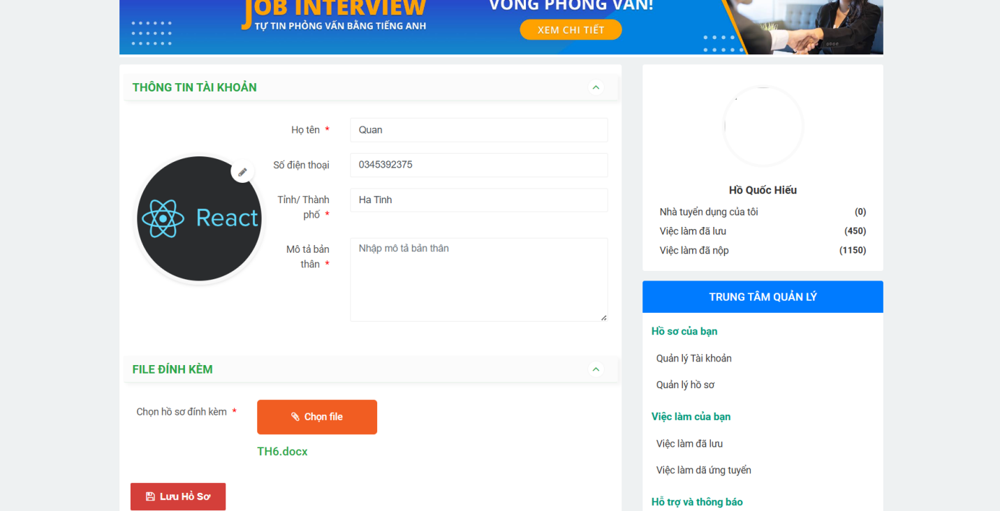 JOB INTERVIEW
TỰ TIN PHỎNG VẤN BẰNG TIẾNG ANH
VÒNG PHỎNG VẤN!
XEM CHI TIẾT
THÔNG TIN TÀI KHOẢN
Họ tên *
Quan
Số điện thoại
0345392375
Tỉnh/ Thành
phố *
Ha Tinh
Mô tả bản
thân *
Nhập mô tả bản thân
React
FILE ĐÍNH KÈM
Chọn hồ sơ đính kèm *
Chọn file
TH6.docx
Lưu Hồ Sơ
Hồ Quốc Hiếu
Nhà tuyển dụng của tôi (0)
Việc làm đã lưu (450)
Việc làm đã nộp (1150)
TRUNG TÂM QUẢN LÝ
Hồ sơ của bạn
Quản lý Tài khoản
Quản lý hồ sơ
Việc làm của bạn
Việc làm đã lưu
Việc làm dã ứng tuyển
Hỗ trợ và thông báo